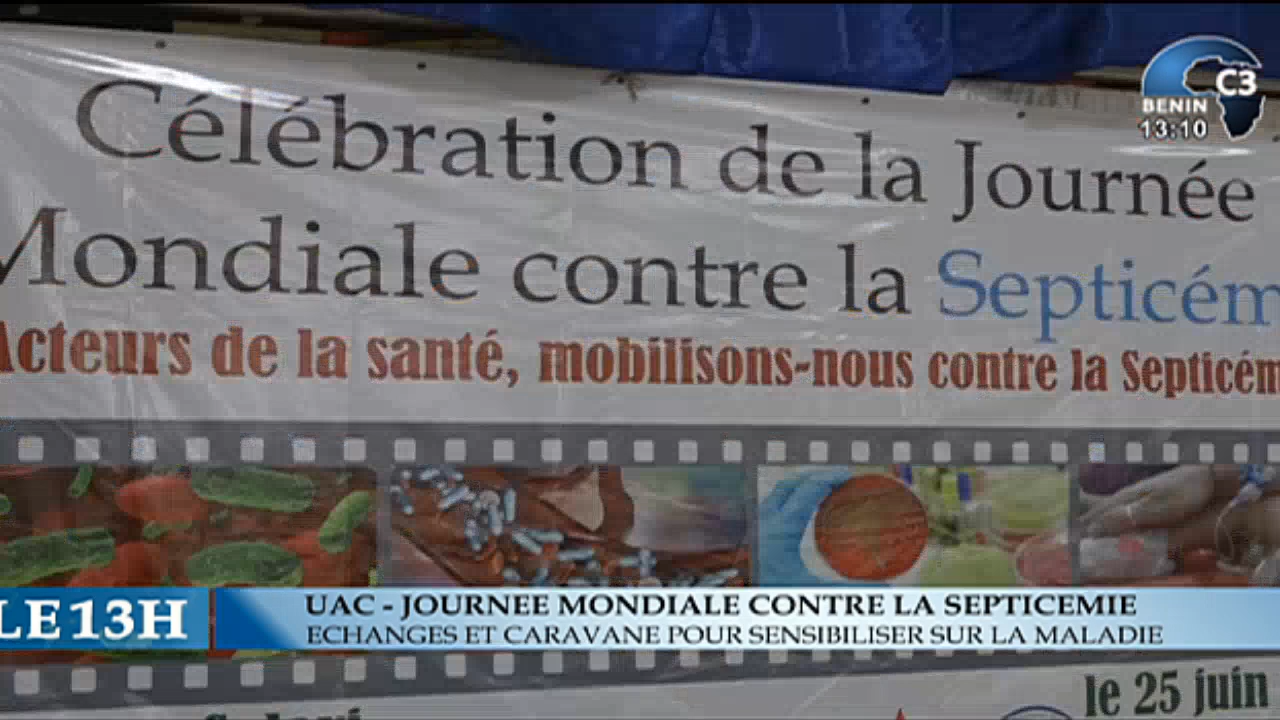 C3
BENIN
13:10
Célébration de la Journée
Mondiale contre la Septicém
Acteurs de la santé, mobilisons-nous contre la Septicém
LE 13H
UAC - JOURNEE MONDIALE CONTRE LA SEPTICEMIE
ECHANGES ET CARAVANE POUR SENSIBILISER SUR LA MALADIE
le 25 juin